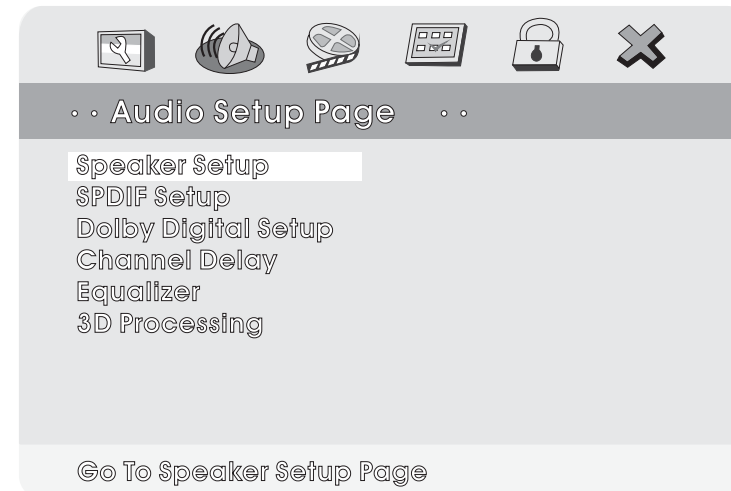 · · Audio Setup Page · ·
Speaker Setup
SPDIF Setup
Dolby Digital Setup
Channel Delay
Equalizer
3D Processing
Go To Speaker Setup Page